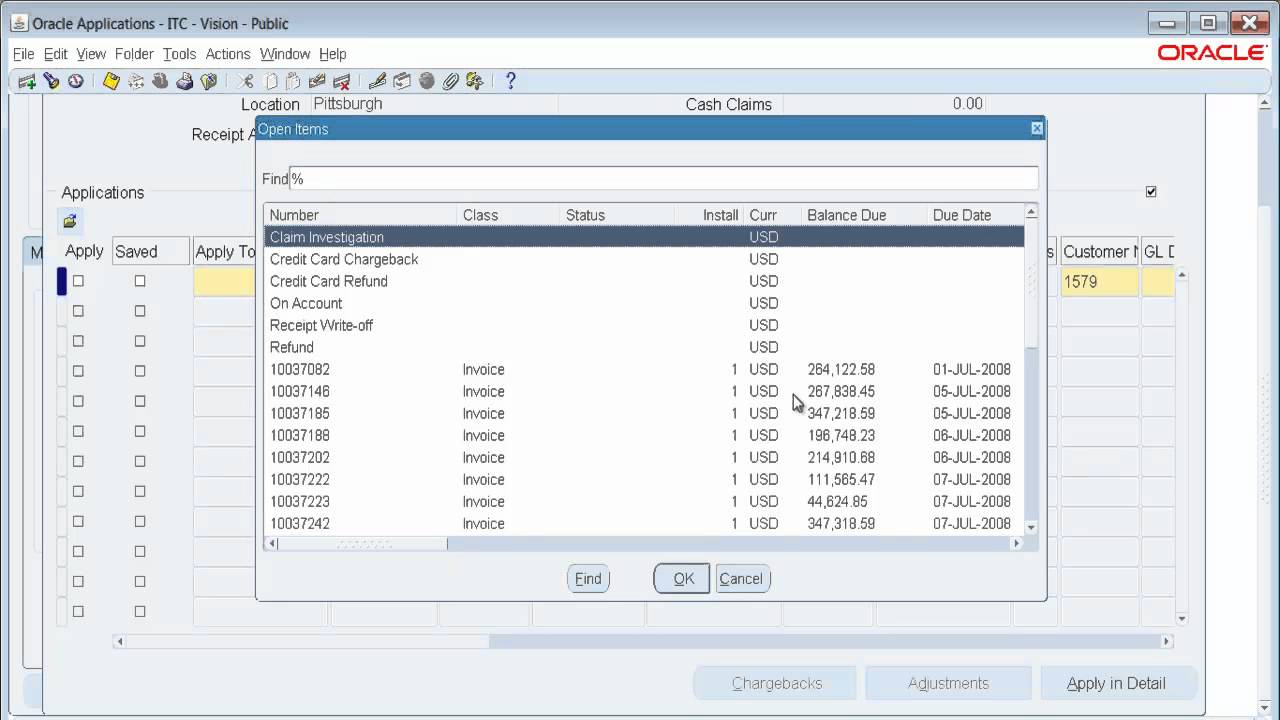 Oracle Applications - ITC - Vision - Public
File Edit View Folder Tools Actions Window Help
ORACLE
Location Pittsburgh Cash Claims 0.00
Receipt
Open Items
Find %
Applications
Number Class Status Install Curr Balance Due Due Date
Claim Investigation USD
Credit Card Chargeback USD
Credit Card Refund USD
On Account USD
Receipt Write-off USD
Refund USD
10037082 Invoice 1 USD 264,122.58 01-JUL-2008
10037146 Invoice 1 USD 267,838.45 05-JUL-2008
10037185 Invoice 1 USD 347,218.59 05-JUL-2008
10037188 Invoice 1 USD 196,748.23 06-JUL-2008
10037202 Invoice 1 USD 214,910.68 06-JUL-2008
10037222 Invoice 1 USD 111,565.47 07-JUL-2008
10037223 Invoice 1 USD 44,624.85 07-JUL-2008
10037242 Invoice 1 USD 347,318.59 07-JUL-2008
Apply Saved Apply To Customer N GL D
1579
Find OK Cancel
Chargebacks Adjustments Apply in Detail